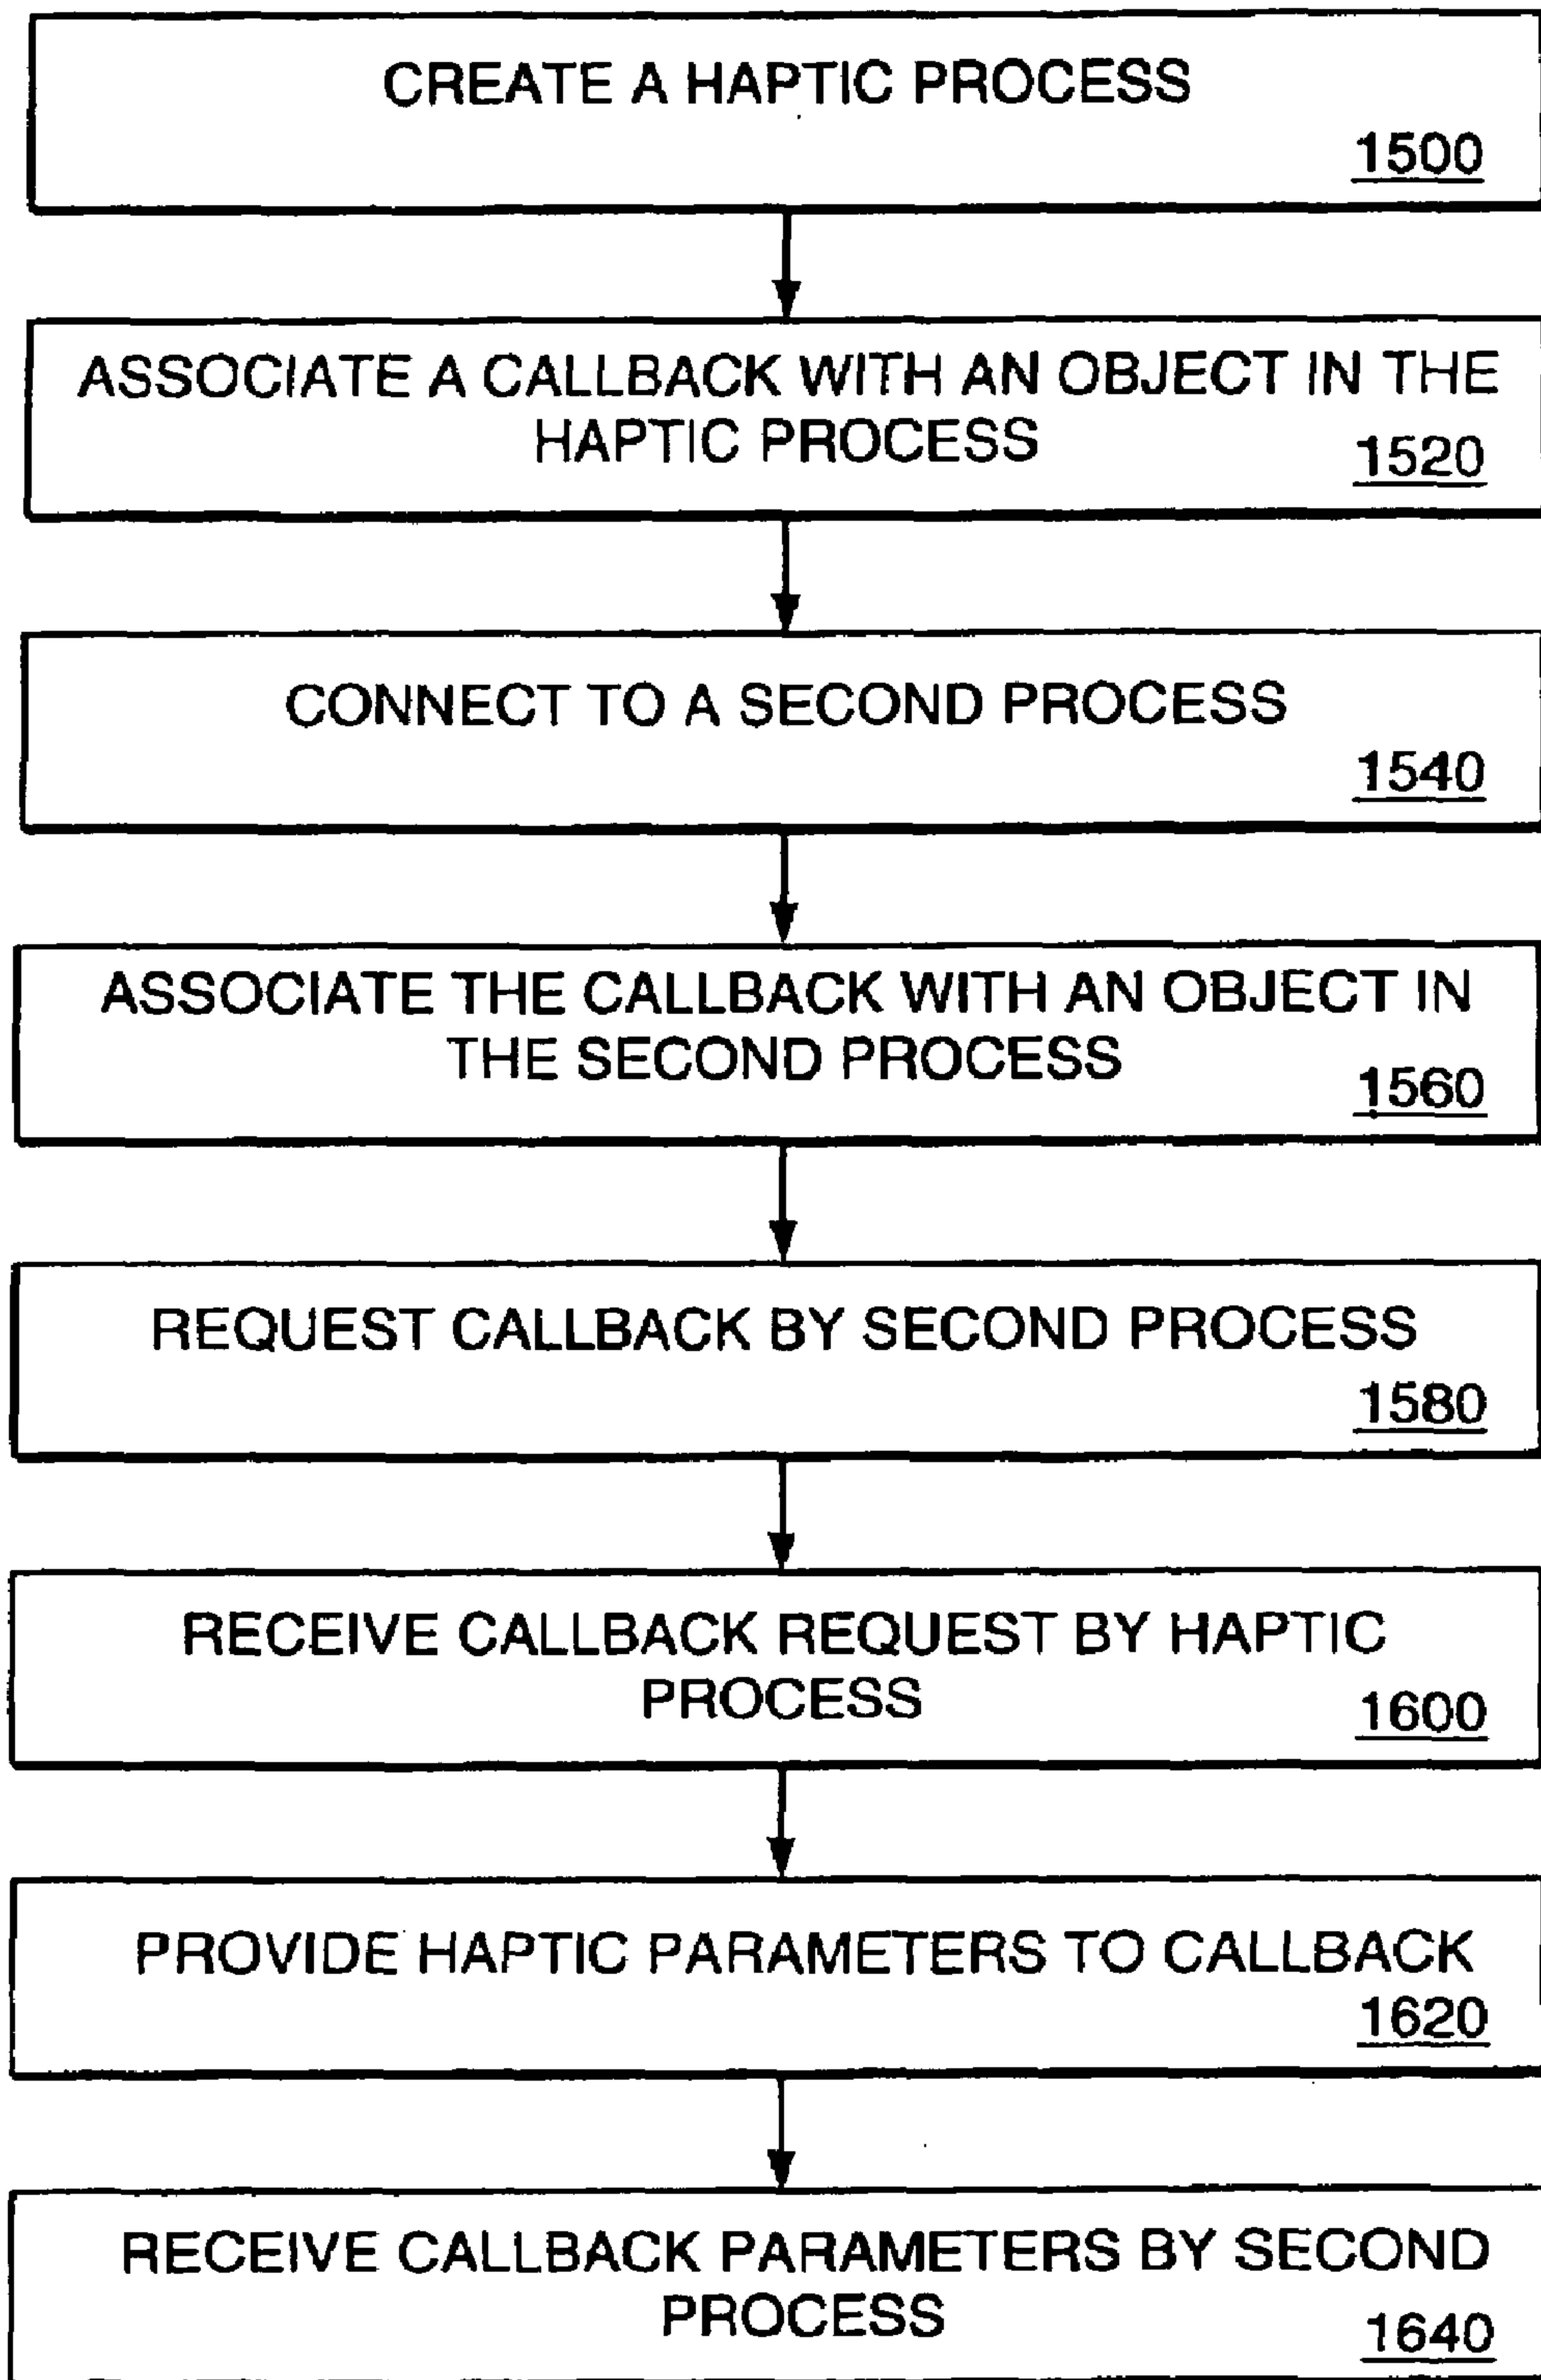 CREATE A HAPTIC PROCESS
1500
ASSOCIATE A CALLBACK WITH AN OBJECT IN THE
HAPTIC PROCESS
1520
CONNECT TO A SECOND PROCESS
1540
ASSOCIATE THE CALLBACK WITH AN OBJECT IN
THE SECOND PROCESS
1560
REQUEST CALLBACK BY SECOND PROCESS
1580
RECEIVE CALLBACK REQUEST BY HAPTIC
PROCESS
1600
PROVIDE HAPTIC PARAMETERS TO CALLBACK
1620
RECEIVE CALLBACK PARAMETERS BY SECOND
PROCESS
1640